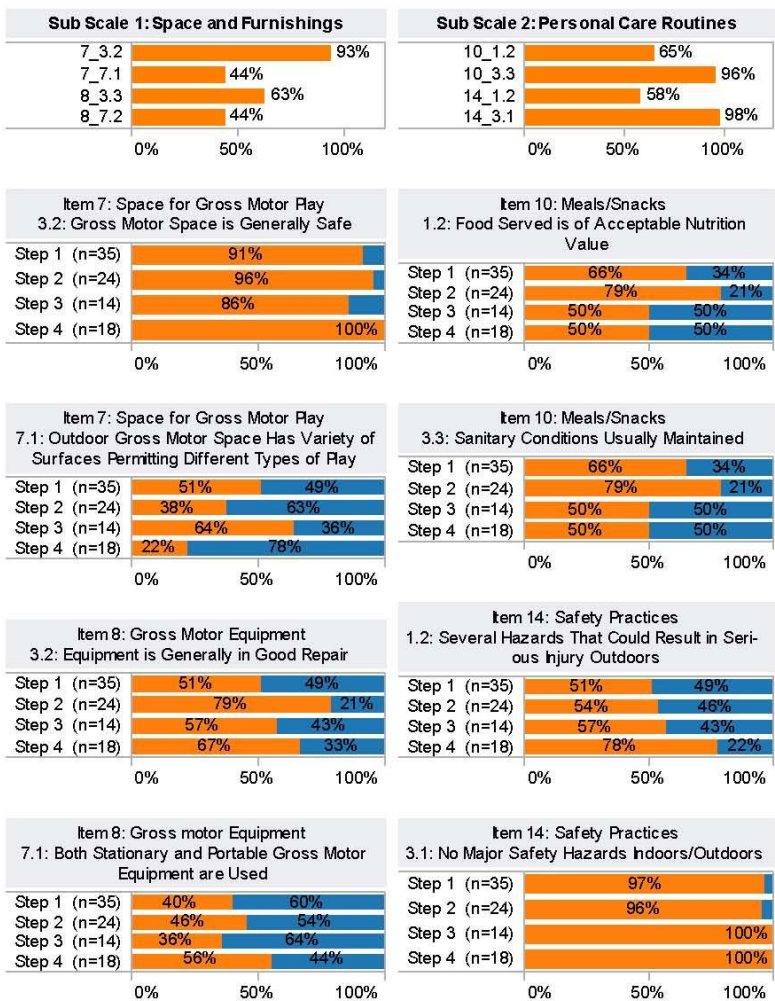 Sub Scale 1: Space and Furnishings
7_3.2 93%
7_7.1 44%
8_3.3 63%
8_7.2 44%
0% 50% 100%
Item 7: Space for Gross Motor Play
3.2: Gross Motor Space is Generally Safe
Step 1 (n=35) 91%
Step 2 (n=24) 96%
Step 3 (n=14) 86%
Step 4 (n=18) 100%
0% 50% 100%
Item 7: Space for Gross Motor Play
7.1: Outdoor Gross Motor Space Has Variety of
Surfaces Permitting Different Types of Play
Step 1 (n=35) 51% 49%
Step 2 (n=24) 38% 63%
Step 3 (n=14) 64% 36%
Step 4 (n=18) 22% 78%
0% 50% 100%
Item 8: Gross Motor Equipment
3.2: Equipment is Generally in Good Repair
Step 1 (n=35) 51% 49%
Step 2 (n=24) 79% 21%
Step 3 (n=14) 57% 43%
Step 4 (n=18) 67% 33%
0% 50% 100%
Item 8: Gross motor Equipment
7.1: Both Stationary and Portable Gross Motor
Equipment are Used
Step 1 (n=35) 40% 60%
Step 2 (n=24) 46% 54%
Step 3 (n=14) 36% 64%
Step 4 (n=18) 56% 44%
0% 50% 100%
Sub Scale 2: Personal Care Routines
10_1.2 65%
10_3.3 96%
14_1.2 58%
14_3.1 98%
0% 50% 100%
Item 10: Meals/Snacks
1.2: Food Served is of Acceptable Nutrition
Value
Step 1 (n=35) 66% 34%
Step 2 (n=24) 79% 21%
Step 3 (n=14) 50% 50%
Step 4 (n=18) 50% 50%
0% 50% 100%
Item 10: Meals/Snacks
3.3: Sanitary Conditions Usually Maintained
Step 1 (n=35) 66% 34%
Step 2 (n=24) 79% 21%
Step 3 (n=14) 50% 50%
Step 4 (n=18) 50% 50%
0% 50% 100%
Item 14: Safety Practices
1.2: Several Hazards That Could Result in Seri-
ous Injury Outdoors
Step 1 (n=35) 51% 49%
Step 2 (n=24) 54% 46%
Step 3 (n=14) 57% 43%
Step 4 (n=18) 78% 22%
0% 50% 100%
Item 14: Safety Practices
3.1: No Major Safety Hazards Indoors/Outdoors
Step 1 (n=35) 97%
Step 2 (n=24) 96%
Step 3 (n=14) 100%
Step 4 (n=18) 100%
0% 50% 100%